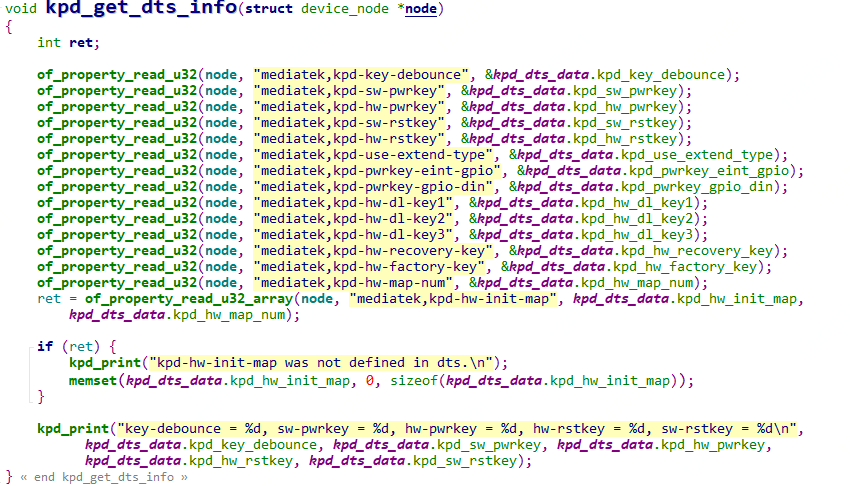 void kpd_get_dts_info(struct device_node *node)
{
int ret;
of_property_read_u32(node, "mediatek,kpd-key-debounce", &kpd_dts_data.kpd_key_debounce);
of_property_read_u32(node, "mediatek,kpd-sw-pwrkey", &kpd_dts_data.kpd_sw_pwrkey);
of_property_read_u32(node, "mediatek,kpd-hw-pwrkey", &kpd_dts_data.kpd_hw_pwrkey);
of_property_read_u32(node, "mediatek,kpd-sw-rstkey", &kpd_dts_data.kpd_sw_rstkey);
of_property_read_u32(node, "mediatek,kpd-hw-rstkey", &kpd_dts_data.kpd_hw_rstkey);
of_property_read_u32(node, "mediatek,kpd-use-extend-type", &kpd_dts_data.kpd_use_extend_type);
of_property_read_u32(node, "mediatek,kpd-pwrkey-eint-gpio", &kpd_dts_data.kpd_pwrkey_eint_gpio);
of_property_read_u32(node, "mediatek,kpd-pwrkey-gpio-din", &kpd_dts_data.kpd_pwrkey_gpio_din);
of_property_read_u32(node, "mediatek,kpd-hw-dl-key1", &kpd_dts_data.kpd_hw_dl_key1);
of_property_read_u32(node, "mediatek,kpd-hw-dl-key2", &kpd_dts_data.kpd_hw_dl_key2);
of_property_read_u32(node, "mediatek,kpd-hw-dl-key3", &kpd_dts_data.kpd_hw_dl_key3);
of_property_read_u32(node, "mediatek,kpd-hw-recovery-key", &kpd_dts_data.kpd_hw_recovery_key);
of_property_read_u32(node, "mediatek,kpd-hw-factory-key", &kpd_dts_data.kpd_hw_factory_key);
of_property_read_u32(node, "mediatek,kpd-hw-map-num", &kpd_dts_data.kpd_hw_map_num);
ret = of_property_read_u32_array(node, "mediatek,kpd-hw-init-map", kpd_dts_data.kpd_hw_init_map,
kpd_dts_data.kpd_hw_map_num);
if (ret) {
kpd_print("kpd-hw-init-map was not defined in dts.\n");
memset(kpd_dts_data.kpd_hw_init_map, 0, sizeof(kpd_dts_data.kpd_hw_init_map));
}
kpd_print("key-debounce = %d, sw-pwrkey = %d, hw-pwrkey = %d, hw-rstkey = %d, sw-rstkey = %d\n",
kpd_dts_data.kpd_key_debounce, kpd_dts_data.kpd_sw_pwrkey, kpd_dts_data.kpd_hw_pwrkey,
kpd_dts_data.kpd_hw_rstkey, kpd_dts_data.kpd_sw_rstkey);
} « end kpd_get_dts_info »